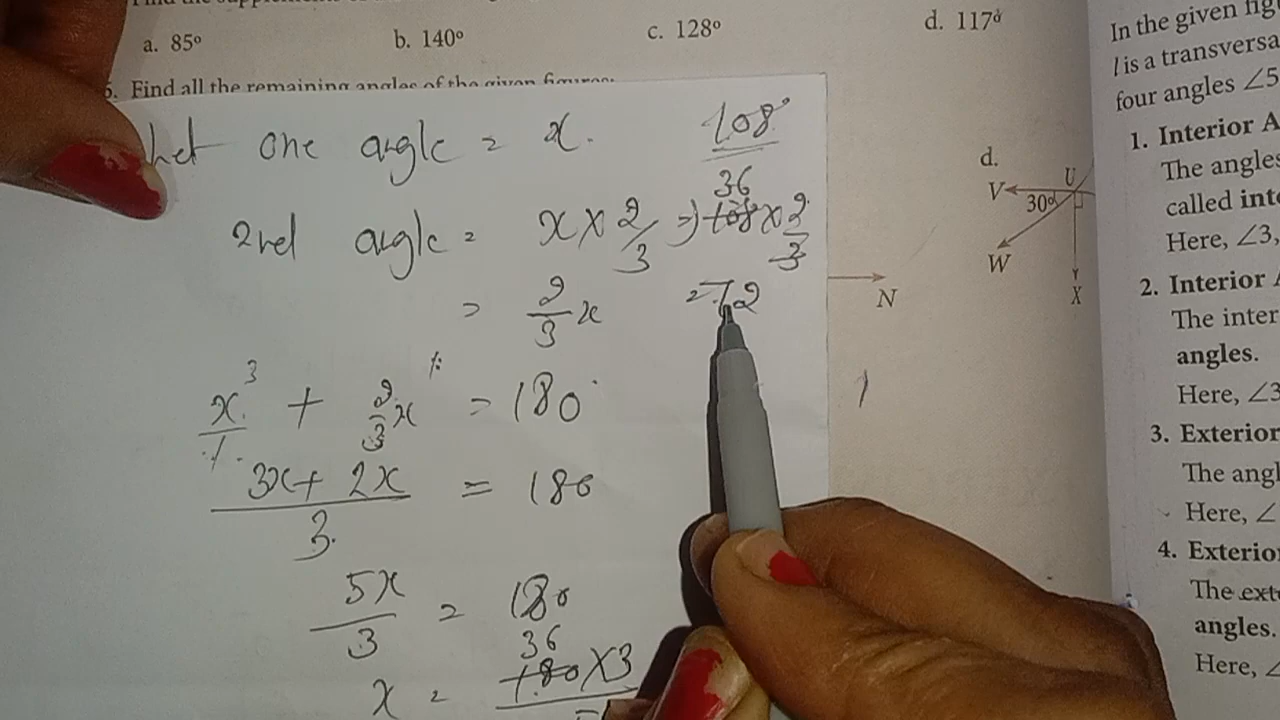 a. 85° b. 140° c. 128° d. 117°
5. Find all the remaining angles of the given figures:
Let one angle = x. 108°
2nd angle = x × 2/3 ⇒ 108 × 2/3
36
= 2/3 x = 72
x/1 + 2/3 x = 180°
3
3x + 2x / 3 = 180
5x/3 = 180
36
x = 180 × 3
N
d.
U
V
30°
W
X
In the given fig
l is a transversa
four angles ∠5
1. Interior A
The angles
called int
Here, ∠3,
2. Interior
The inter
angles.
Here, ∠3
3. Exterior
The angl
Here, ∠
4. Exterio
The ext
angles.
Here, ∠